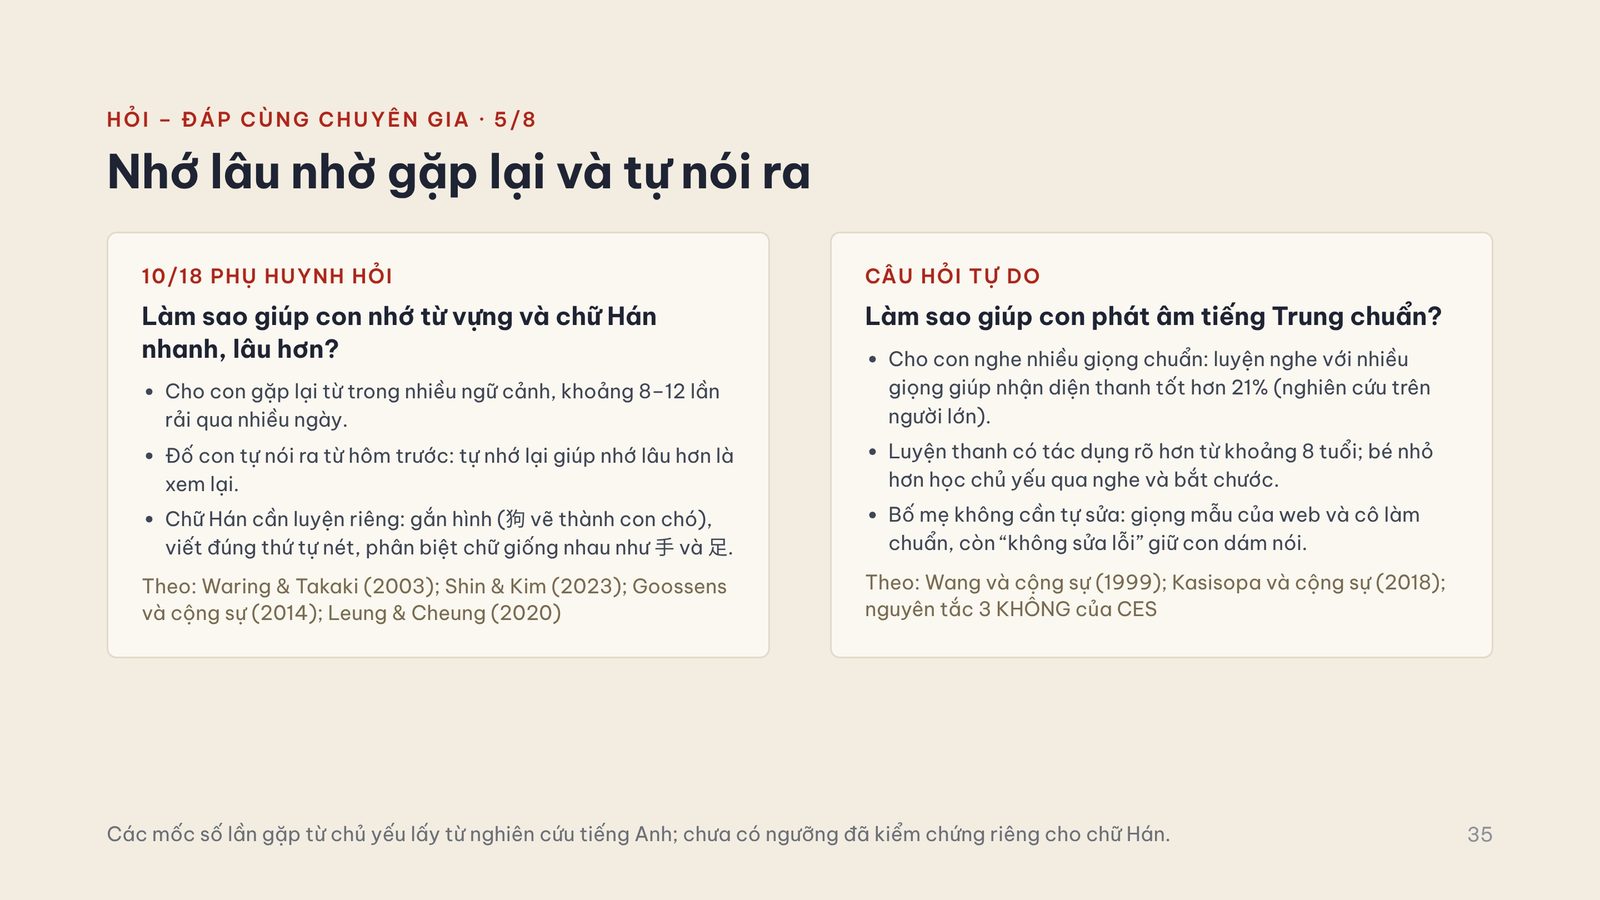 HỎI – ĐÁP CÙNG CHUYÊN GIA · 5/8
Nhớ lâu nhờ gặp lại và tự nói ra
10/18 PHỤ HUYNH HỎI
Làm sao giúp con nhớ từ vựng và chữ Hán
nhanh, lâu hơn?
• Cho con gặp lại từ trong nhiều ngữ cảnh, khoảng 8–12 lần
rải qua nhiều ngày.
• Đố con tự nói ra từ hôm trước: tự nhớ lại giúp nhớ lâu hơn là
xem lại.
• Chữ Hán cần luyện riêng: gắn hình (狗 vẽ thành con chó),
viết đúng thứ tự nét, phân biệt chữ giống nhau như 手 và 足.
Theo: Waring & Takaki (2003); Shin & Kim (2023); Goossens
và cộng sự (2014); Leung & Cheung (2020)
CÂU HỎI TỰ DO
Làm sao giúp con phát âm tiếng Trung chuẩn?
• Cho con nghe nhiều giọng chuẩn: luyện nghe với nhiều
giọng giúp nhận diện thanh tốt hơn 21% (nghiên cứu trên
người lớn).
• Luyện thanh có tác dụng rõ hơn từ khoảng 8 tuổi; bé nhỏ
hơn học chủ yếu qua nghe và bắt chước.
• Bố mẹ không cần tự sửa: giọng mẫu của web và cô làm
chuẩn, còn “không sửa lỗi” giữ con dám nói.
Theo: Wang và cộng sự (1999); Kasisopa và cộng sự (2018);
nguyên tắc 3 KHÔNG của CES
Các mốc số lần gặp từ chủ yếu lấy từ nghiên cứu tiếng Anh; chưa có ngưỡng đã kiểm chứng riêng cho chữ Hán.
35